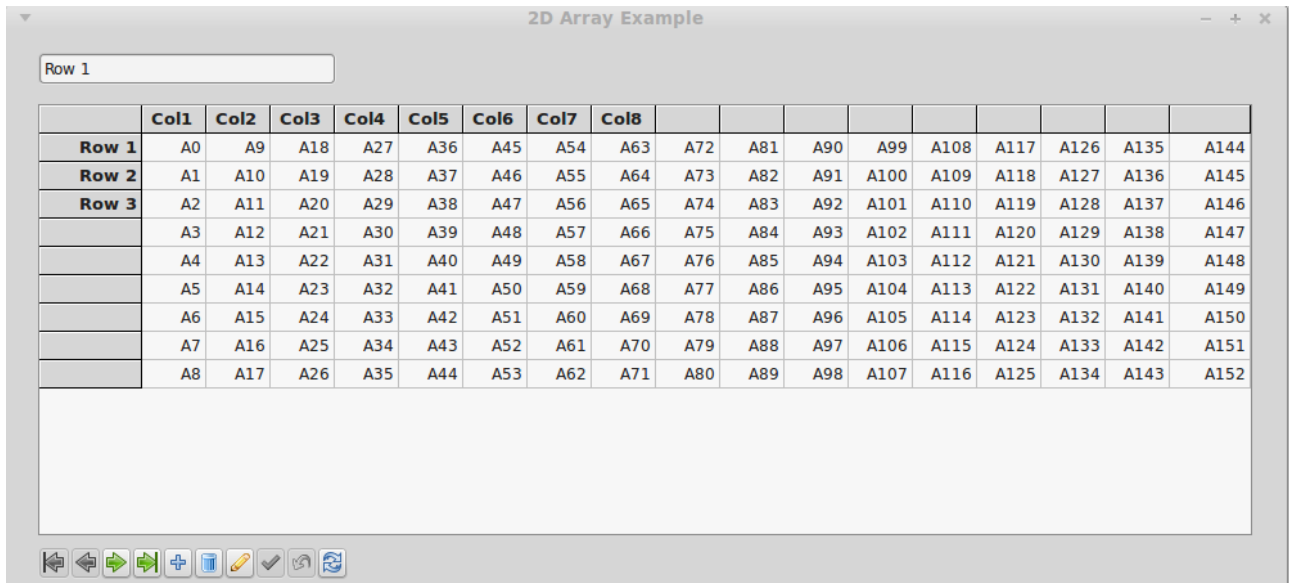 2D Array Example
Row 1
Col1 Col2 Col3 Col4 Col5 Col6 Col7 Col8
Row 1 A0 A9 A18 A27 A36 A45 A54 A63 A72 A81 A90 A99 A108 A117 A126 A135 A144
Row 2 A1 A10 A19 A28 A37 A46 A55 A64 A73 A82 A91 A100 A109 A118 A127 A136 A145
Row 3 A2 A11 A20 A29 A38 A47 A56 A65 A74 A83 A92 A101 A110 A119 A128 A137 A146
A3 A12 A21 A30 A39 A48 A57 A66 A75 A84 A93 A102 A111 A120 A129 A138 A147
A4 A13 A22 A31 A40 A49 A58 A67 A76 A85 A94 A103 A112 A121 A130 A139 A148
A5 A14 A23 A32 A41 A50 A59 A68 A77 A86 A95 A104 A113 A122 A131 A140 A149
A6 A15 A24 A33 A42 A51 A60 A69 A78 A87 A96 A105 A114 A123 A132 A141 A150
A7 A16 A25 A34 A43 A52 A61 A70 A79 A88 A97 A106 A115 A124 A133 A142 A151
A8 A17 A26 A35 A44 A53 A62 A71 A80 A89 A98 A107 A116 A125 A134 A143 A152